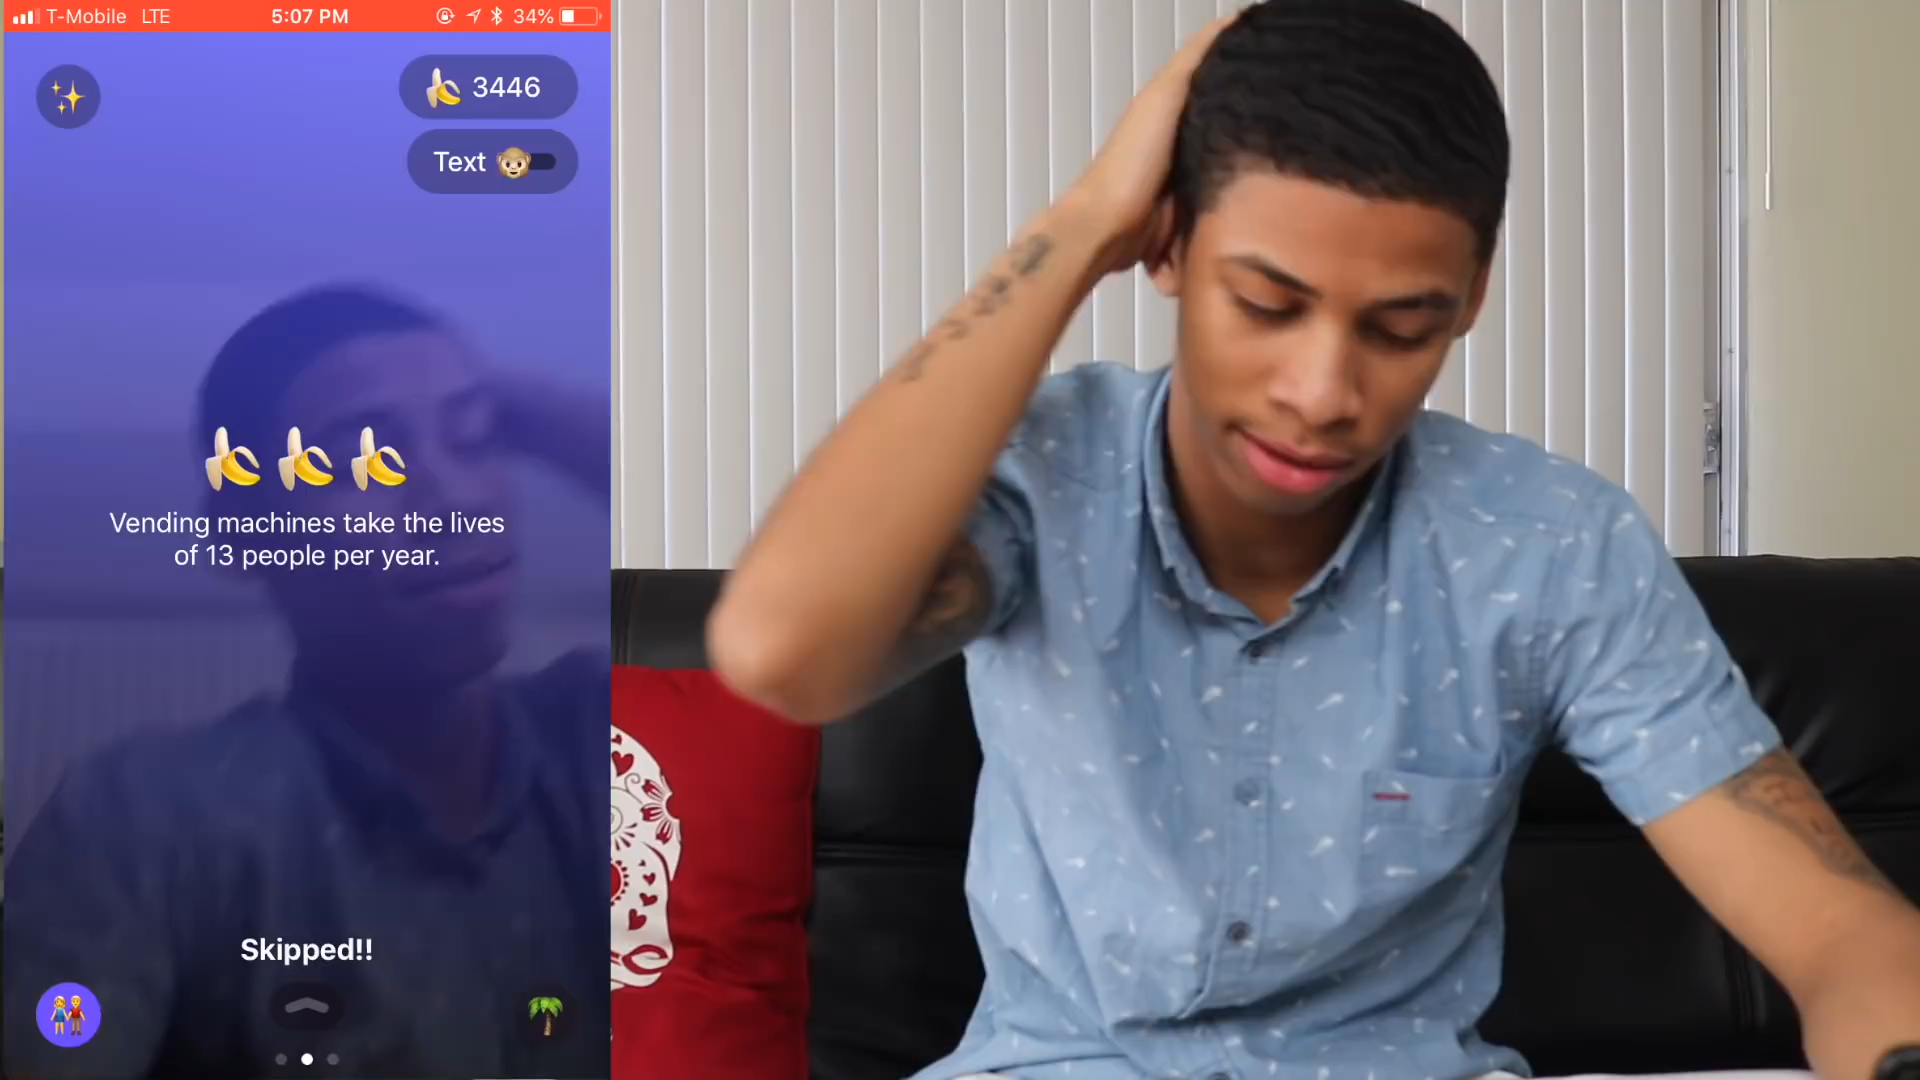 T-Mobile LTE 5:07 PM 34%
3446
Text
Vending machines take the lives
of 13 people per year.
Skipped!!